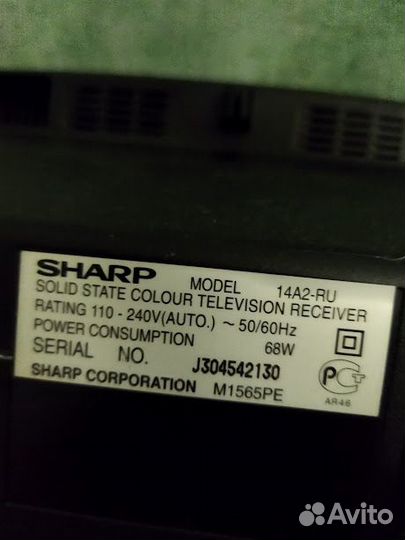 SHARP MODEL 14A2-RU
SOLID STATE COLOUR TELEVISION RECEIVER
RATING 110 - 240V(AUTO.) ~ 50/60Hz
POWER CONSUMPTION 68W
SERIAL NO. J304542130
SHARP CORPORATION M1565PE
РСТ
AR46
Avito